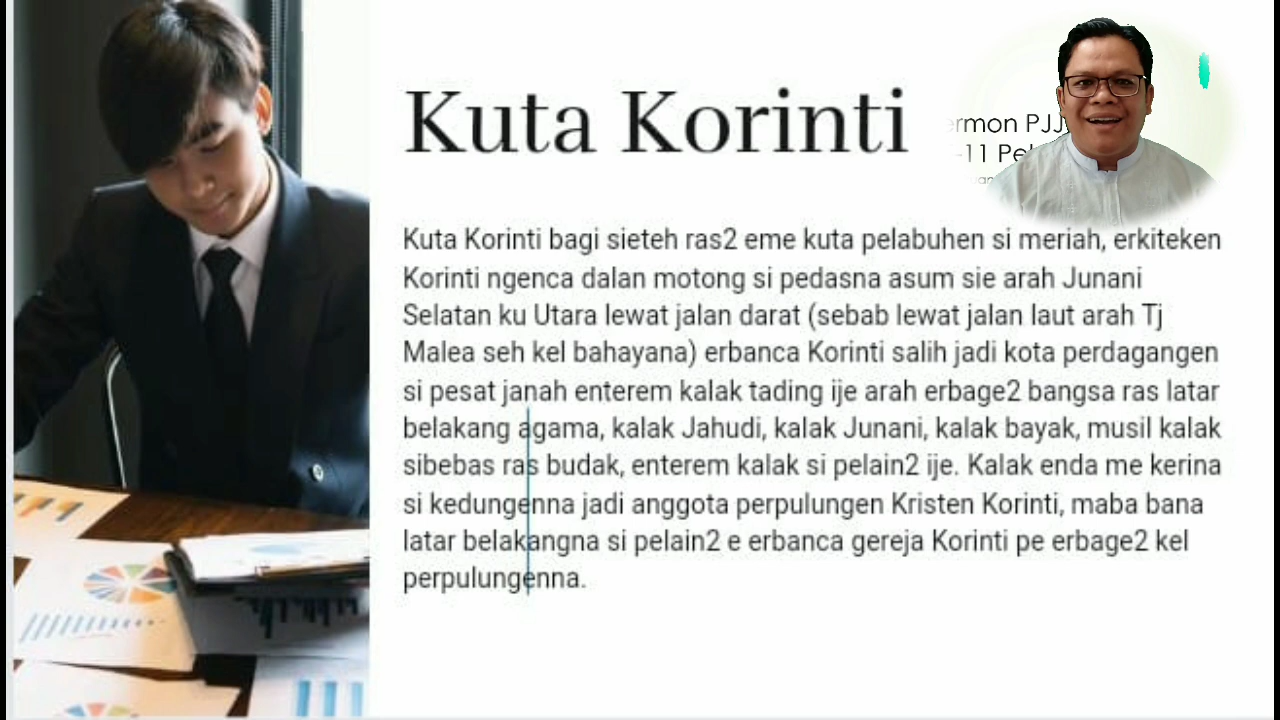 Kuta Korinti
ermon PJJ
-11 Pe
Kuta Korinti bagi sieteh ras2 eme kuta pelabuhen si meriah, erkiteken
Korinti ngenca dalan motong si pedasna asum sie arah Junani
Selatan ku Utara lewat jalan darat (sebab lewat jalan laut arah Tj
Malea seh kel bahayana) erbanca Korinti salih jadi kota perdagangen
si pesat janah enterem kalak tading ije arah erbage2 bangsa ras latar
belakang agama, kalak Jahudi, kalak Junani, kalak bayak, musil kalak
sibebas ras budak, enterem kalak si pelain2 ije. Kalak enda me kerina
si kedungenna jadi anggota perpulungen Kristen Korinti, maba bana
latar belakangna si pelain2 e erbanca gereja Korinti pe erbage2 kel
perpulungenna.